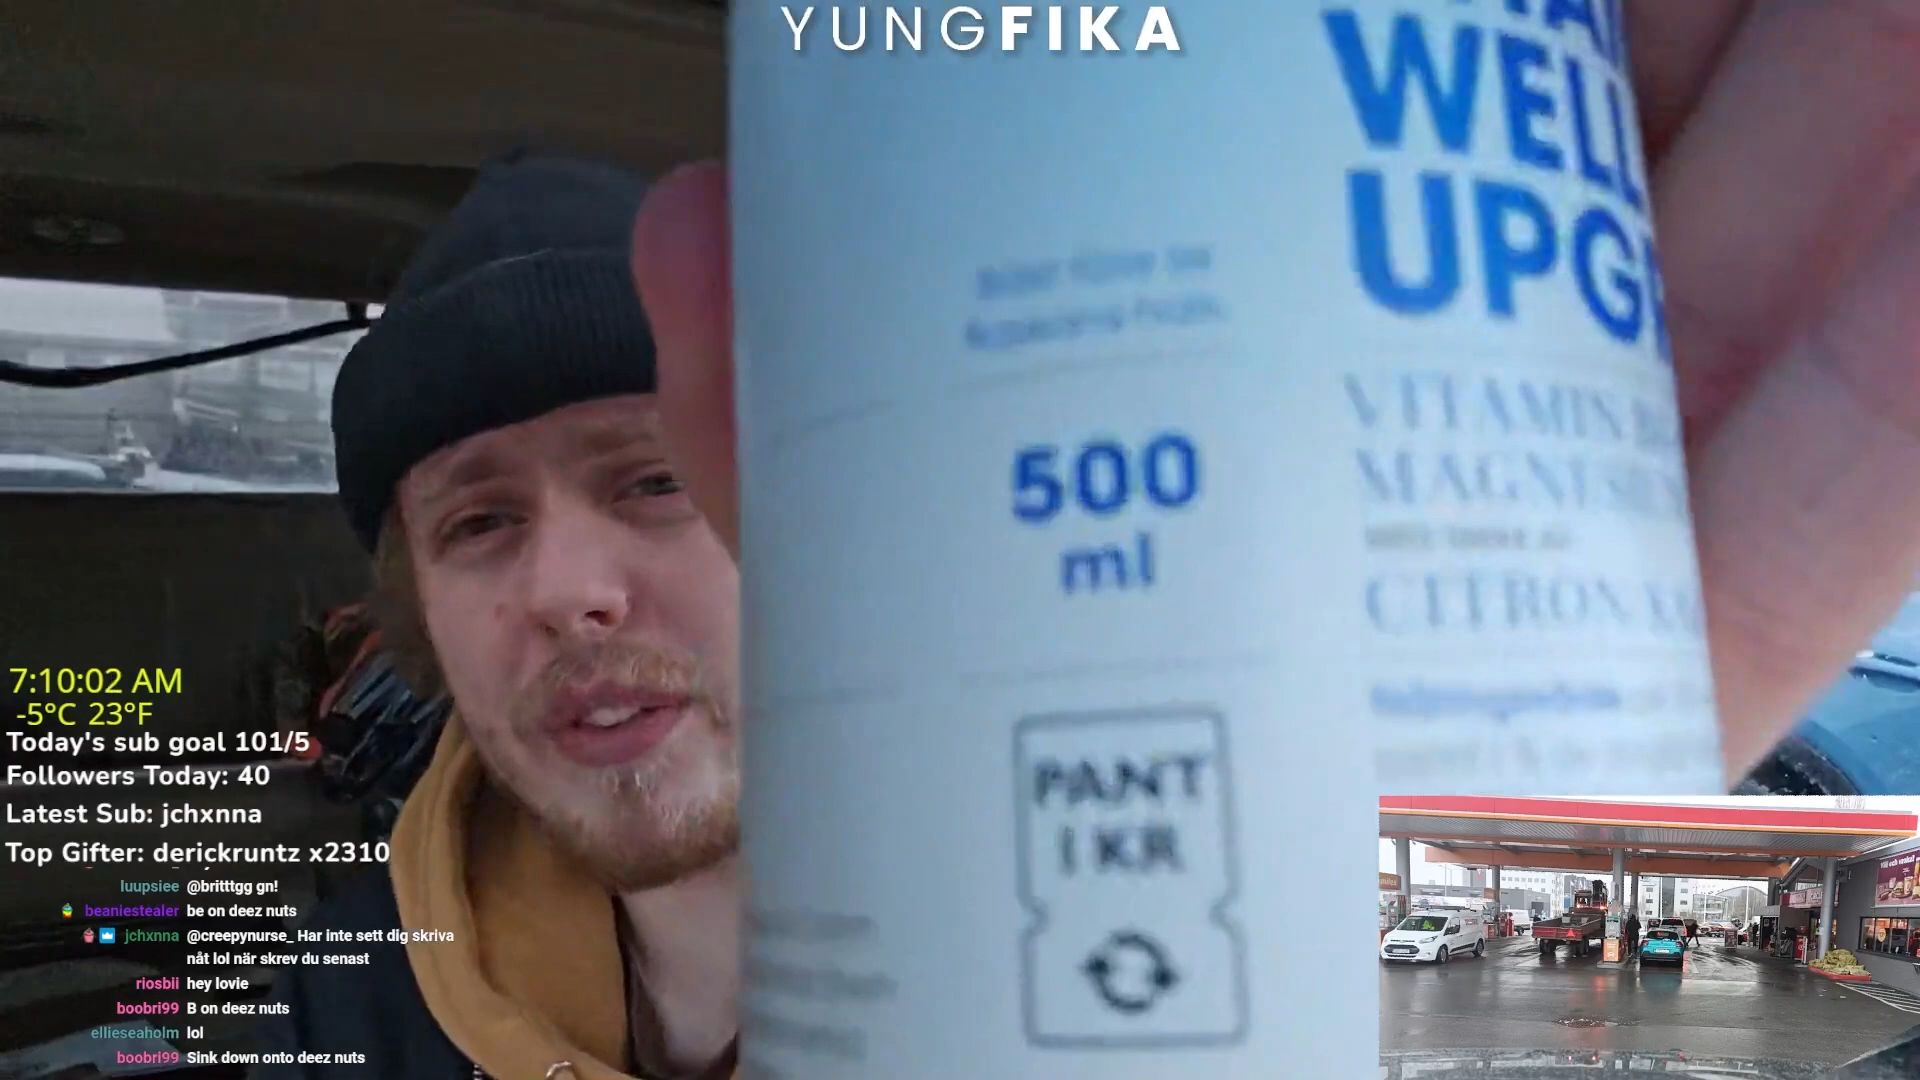 YUNGFIKA
WELL
UPG
500
ml
VITAMIN
CITRON
PANT
1 KR
7:10:02 AM
-5°C 23°F
Today's sub goal 101/5
Followers Today: 40
Latest Sub: jchxnna
Top Gifter: derickruntz x2310
luupsiee @britttgg gn!
beaniestealer be on deez nuts
jchxnna @creepynurse_ Har inte sett dig skriva
nåt lol när skrev du senast
riosbii hey lovie
boobri99 B on deez nuts
ellieseaholm lol
boobri99 Sink down onto deez nuts